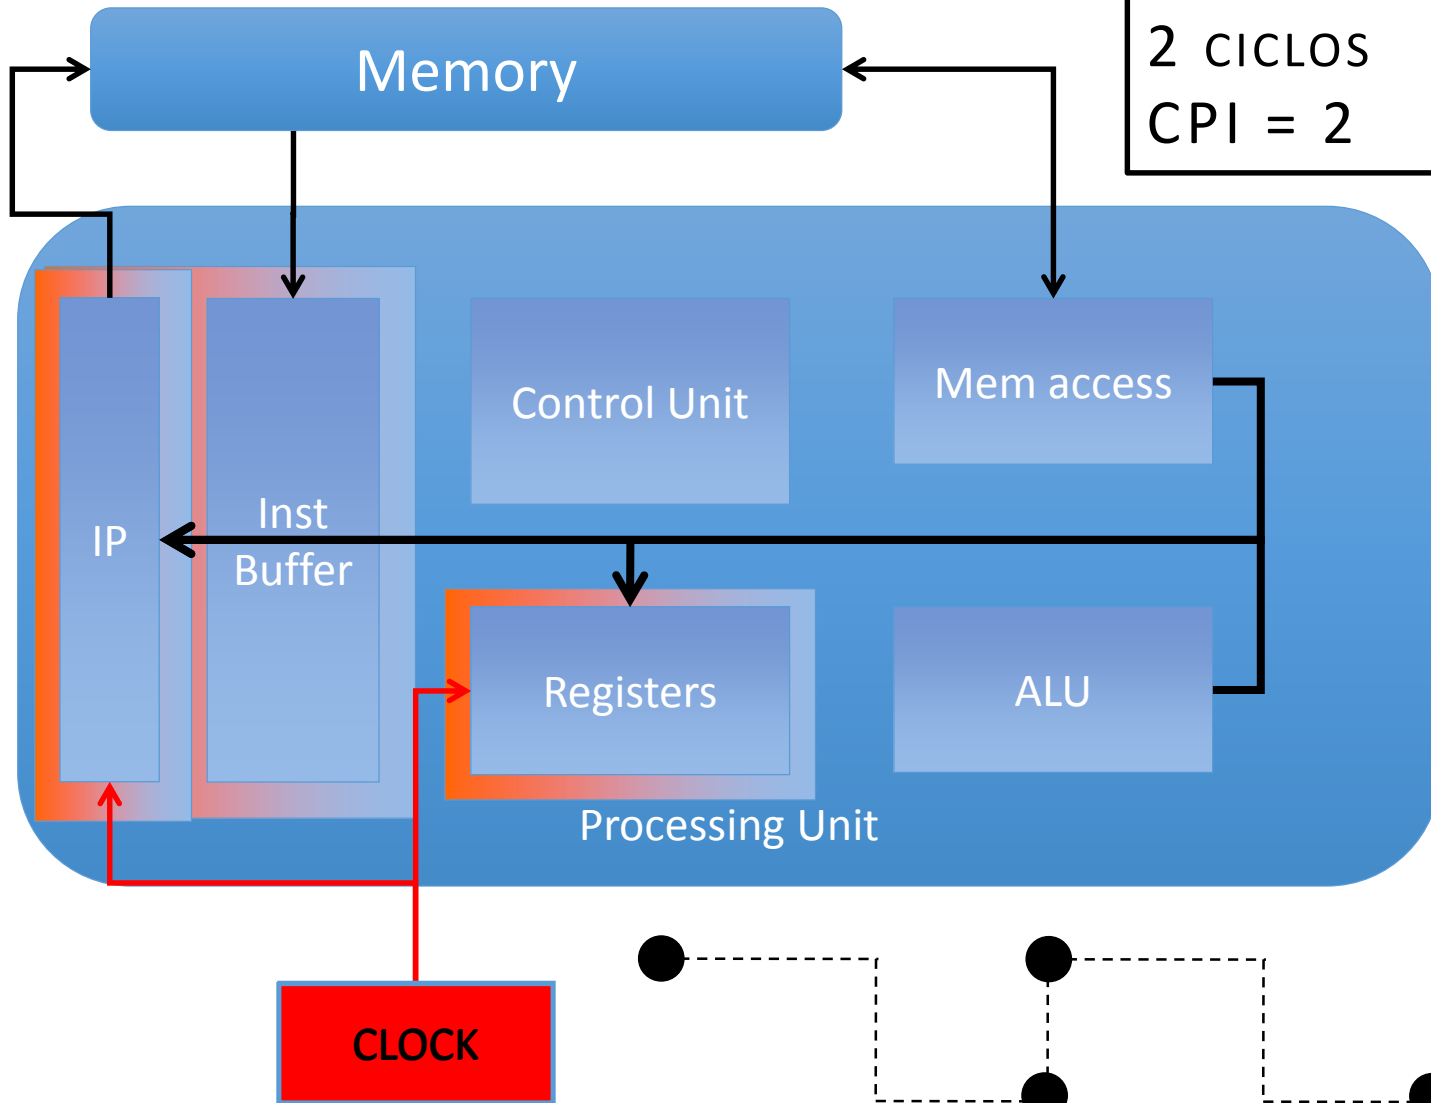 2 CICLOS
CPI = 2
Memory
Control Unit
Mem access
IP
Inst
Buffer
Registers
ALU
Processing Unit
CLOCK